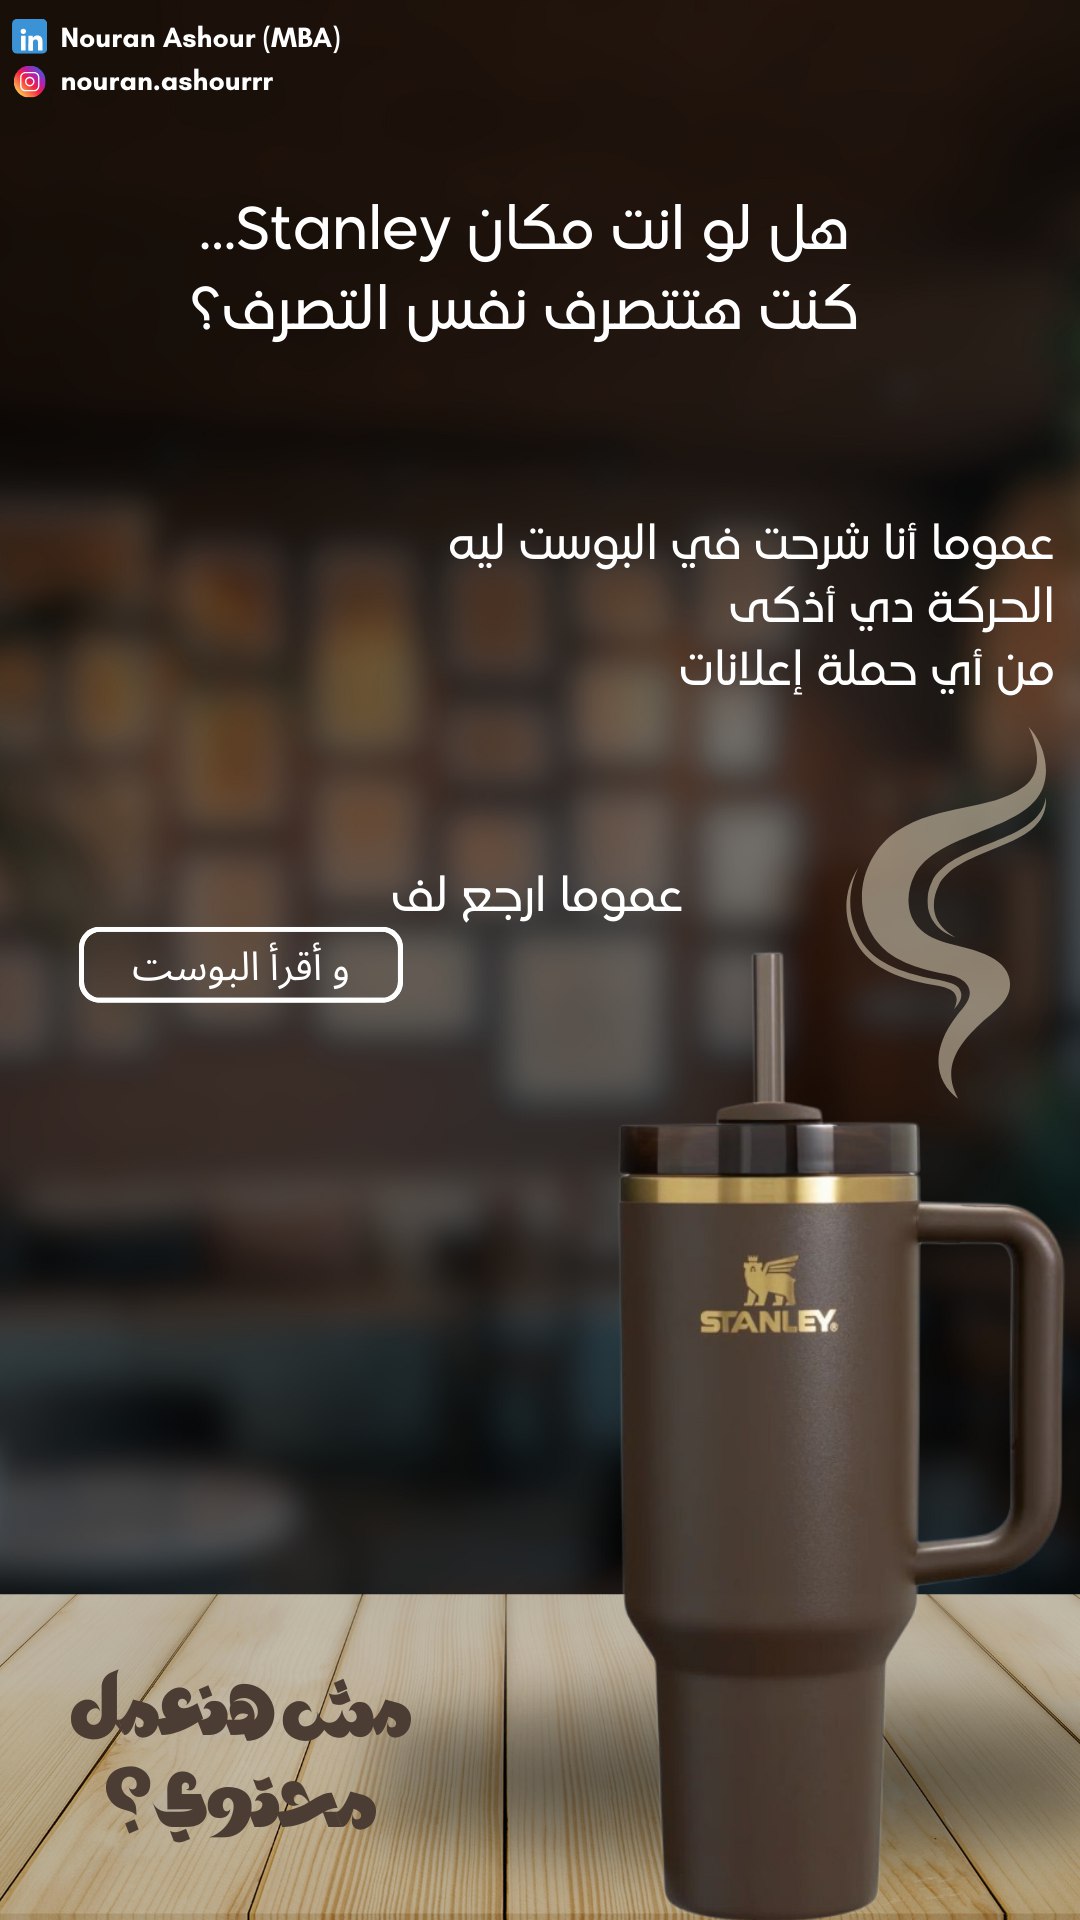 Nouran Ashour (MBA)
nouran.ashourrr
هل لو انت مكان Stanley...
كنت هتتصرف نفس التصرف؟
عموما أنا شرحت في البوست ليه
الحركة دي أذكى
من أي حملة إعلانات
عموما ارجع لف
و أقرأ البوست
STANLEY®
مش هنعمل
محتوي؟